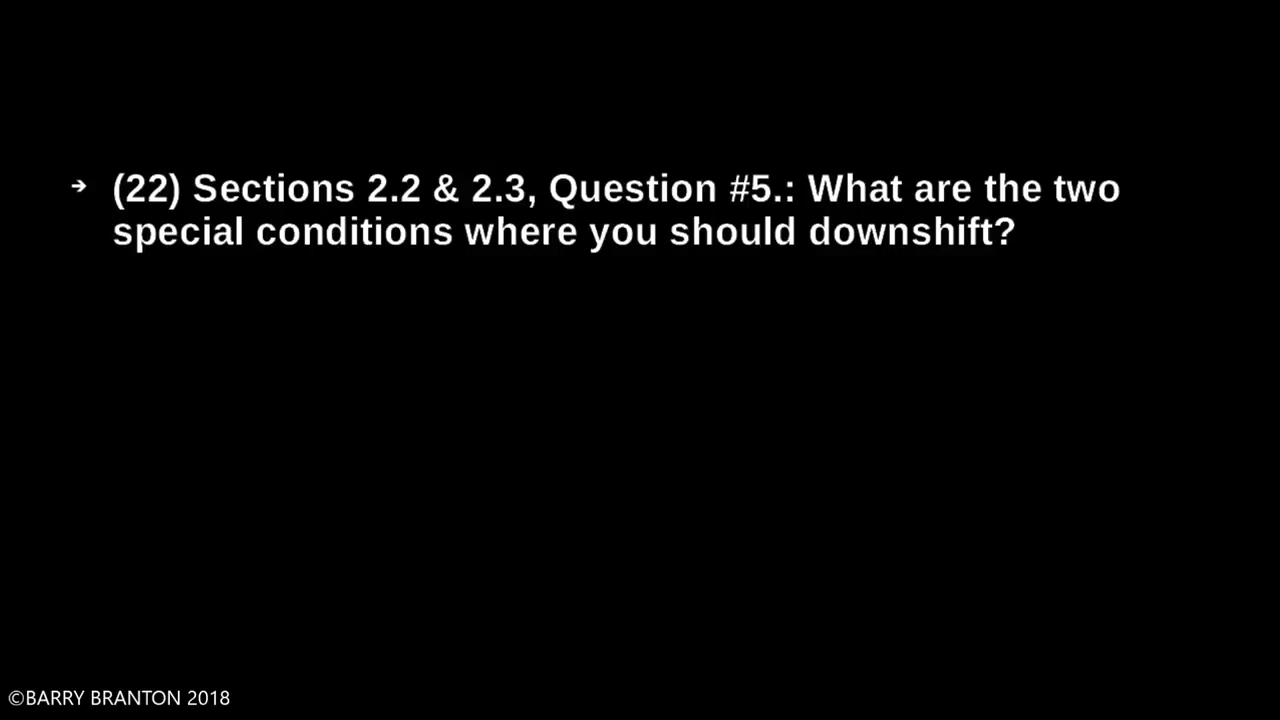 ➔ (22) Sections 2.2 & 2.3, Question #5.: What are the two
special conditions where you should downshift?
©BARRY BRANTON 2018